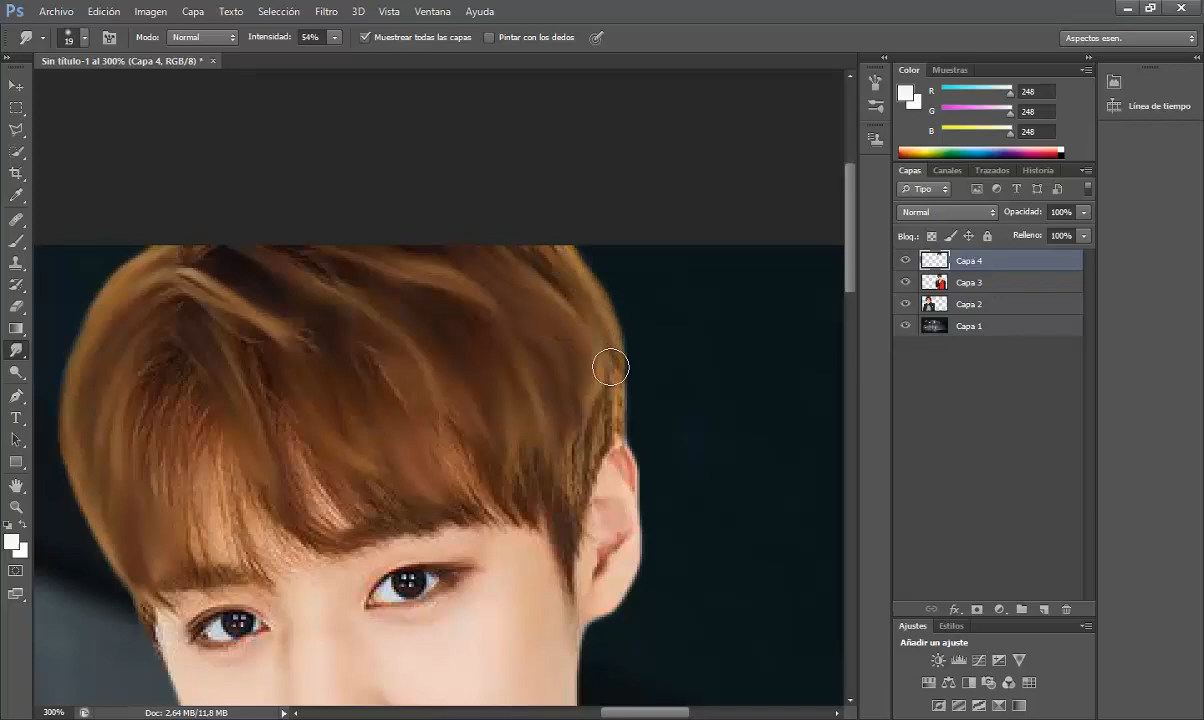 Ps Archivo Edición Imagen Capa Texto Selección Filtro 3D Vista Ventana Ayuda
19 Modo: Normal Intensidad: 54% Muestrear todas las capas Pintar con los dedos Aspectos esen.
Sin título-1 al 300% (Capa 4, RGB/8) *
Color Muestras
R 248
G 248
B 248
Línea de tiempo
Capas Canales Trazados Historia
Tipo
Normal Opacidad: 100%
Bloq.: Relleno: 100%
Capa 4
Capa 3
Capa 2
Capa 1
fx
Ajustes Estilos
Añadir un ajuste
300% Doc: 2.64 MB/11,8 MB